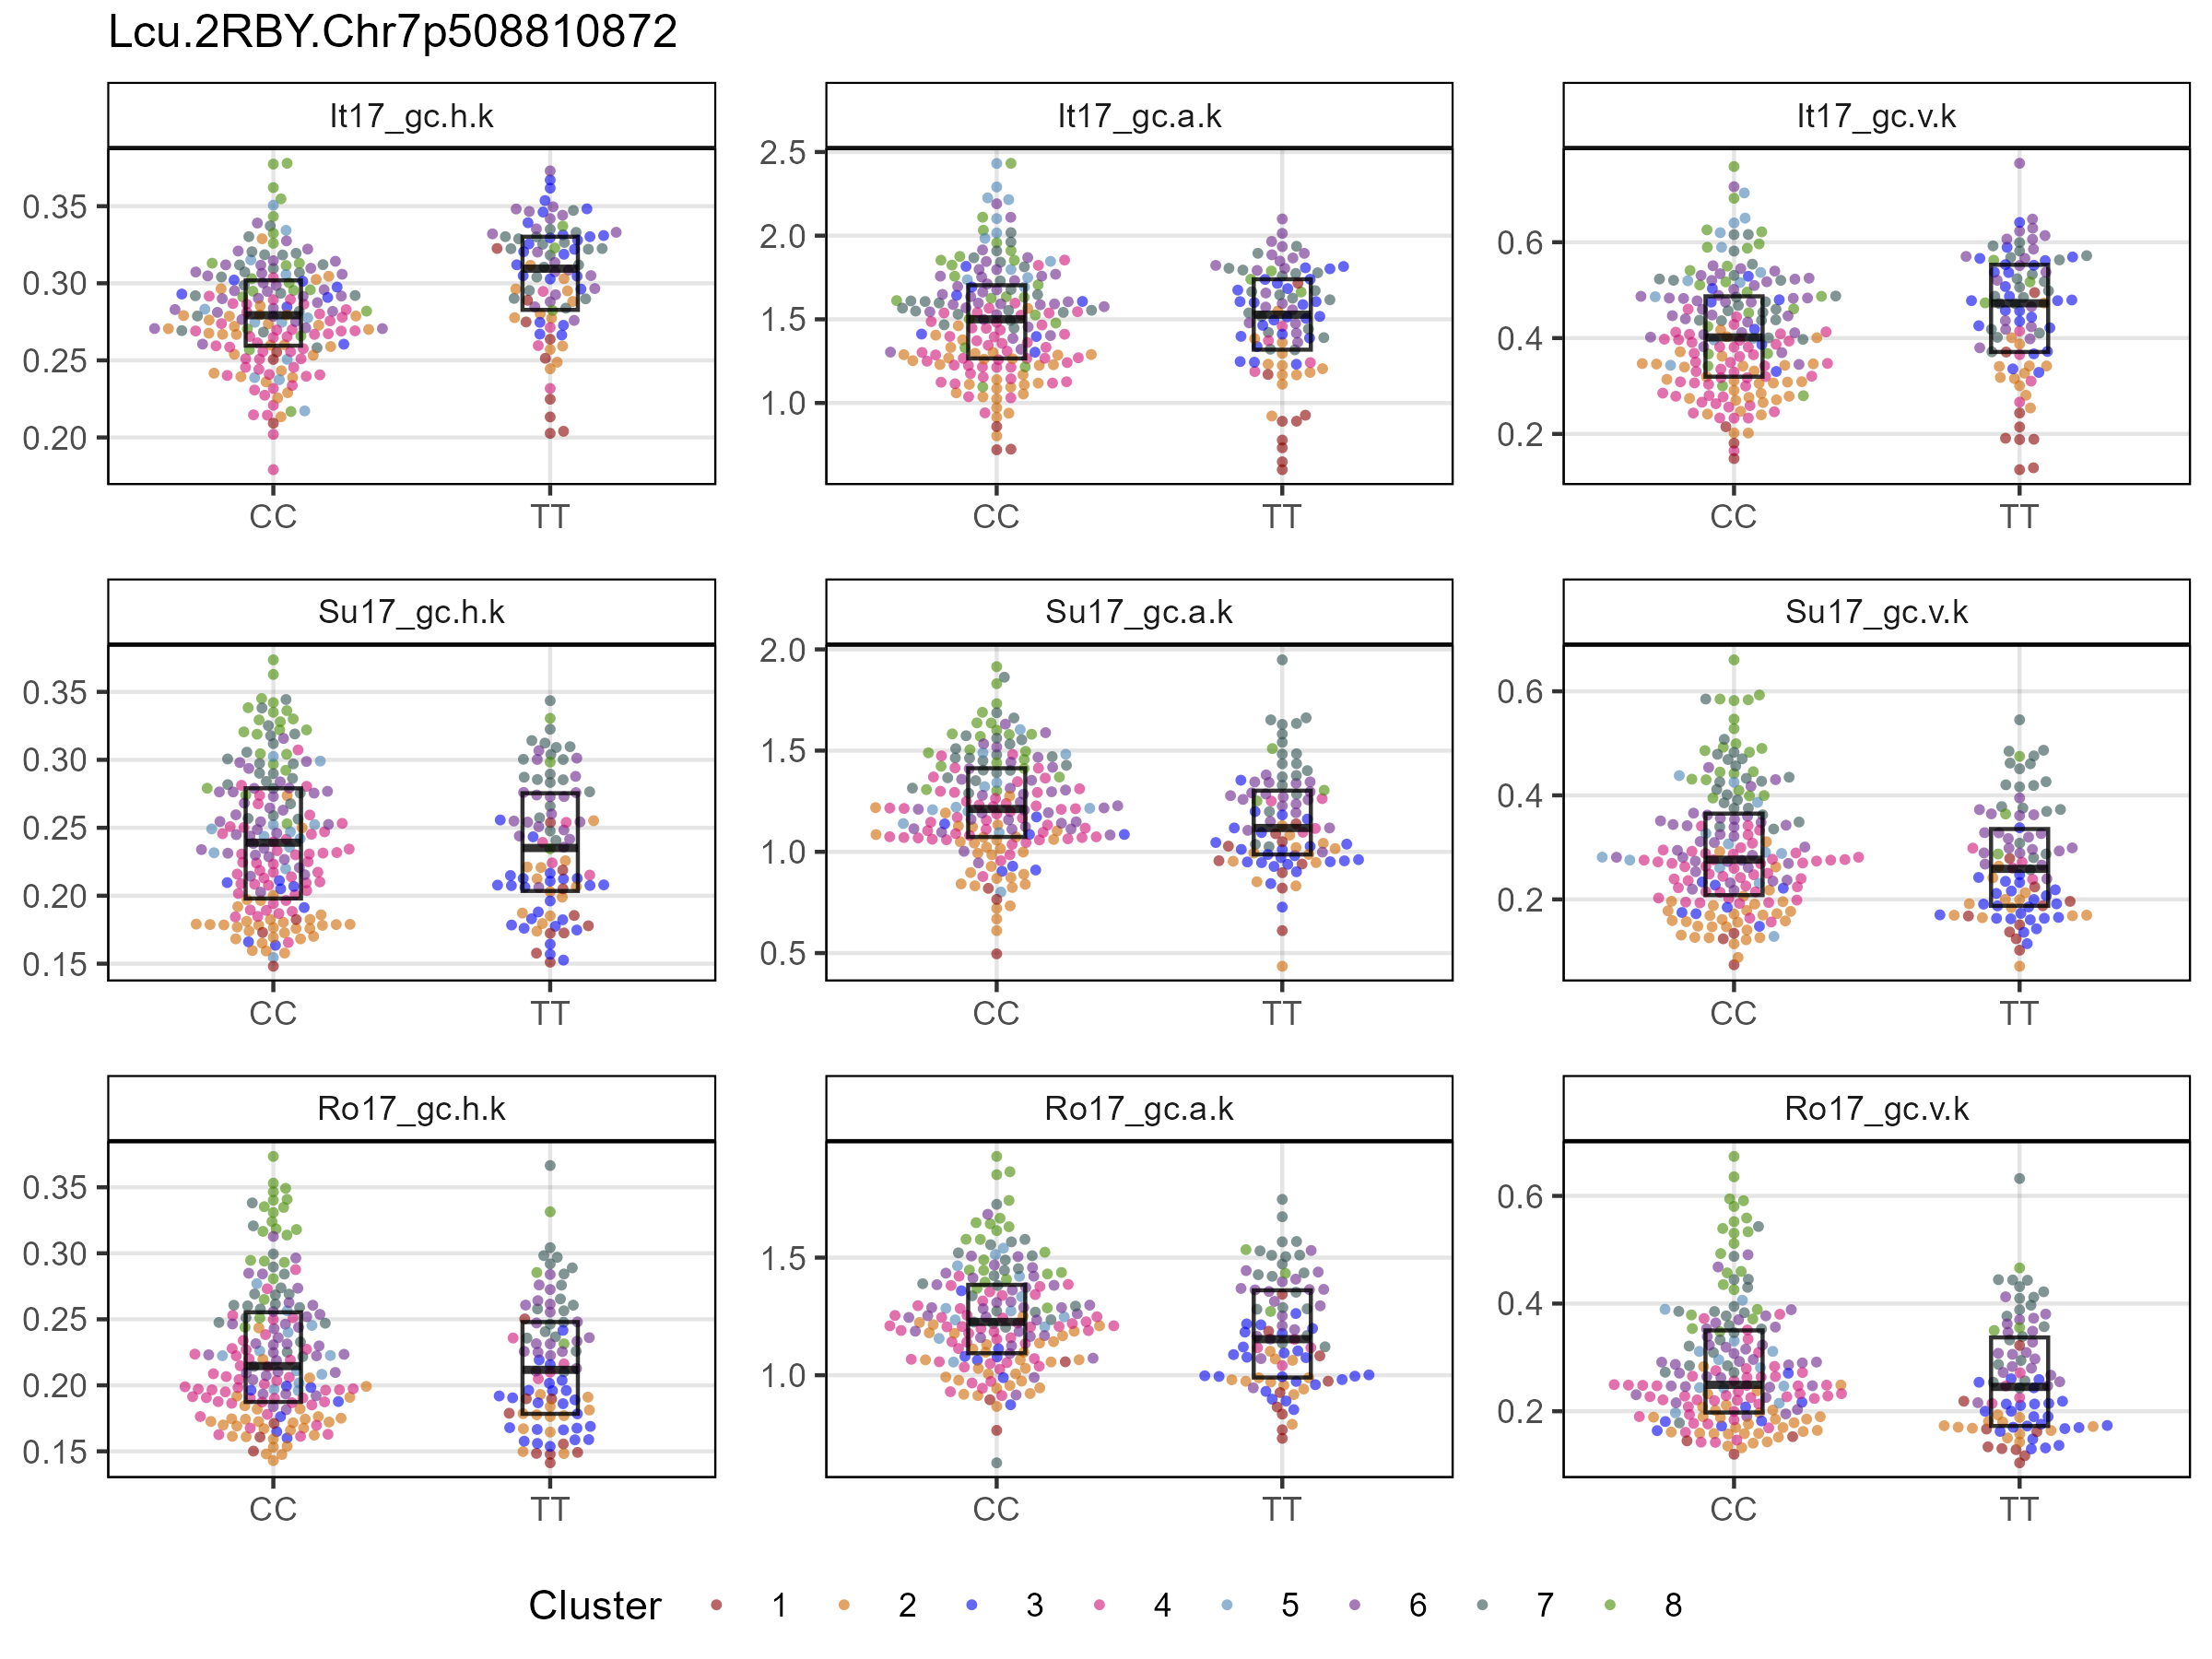 Lcu.2RBY.Chr7p508810872
It17_gc.h.k
It17_gc.a.k
It17_gc.v.k
0.35
0.30
0.25
0.20
CC
TT
2.5
2.0
1.5
1.0
CC
TT
0.6
0.4
0.2
CC
TT
Su17_gc.h.k
Su17_gc.a.k
Su17_gc.v.k
0.35
0.30
0.25
0.20
0.15
CC
TT
2.0
1.5
1.0
0.5
CC
TT
0.6
0.4
0.2
CC
TT
Ro17_gc.h.k
Ro17_gc.a.k
Ro17_gc.v.k
0.35
0.30
0.25
0.20
0.15
CC
TT
1.5
1.0
CC
TT
0.6
0.4
0.2
CC
TT
Cluster 1 2 3 4 5 6 7 8